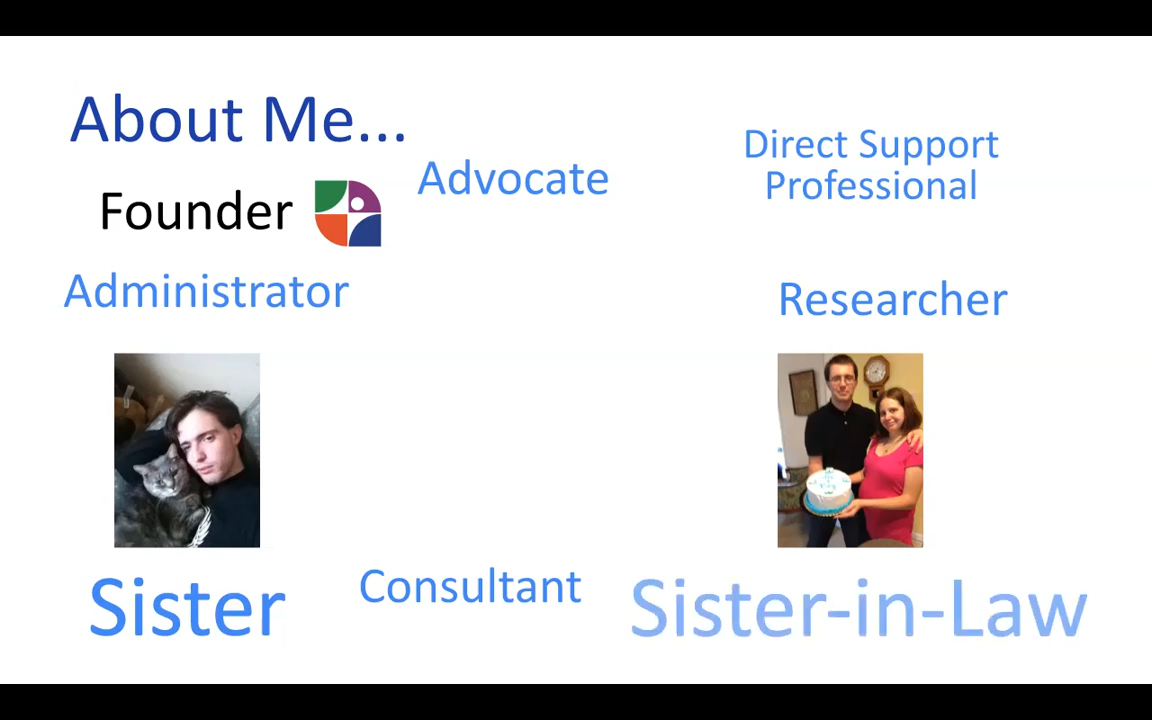 About Me...
Advocate
Direct Support
Professional
Founder
Administrator
Researcher
Sister
Consultant
Sister-in-Law